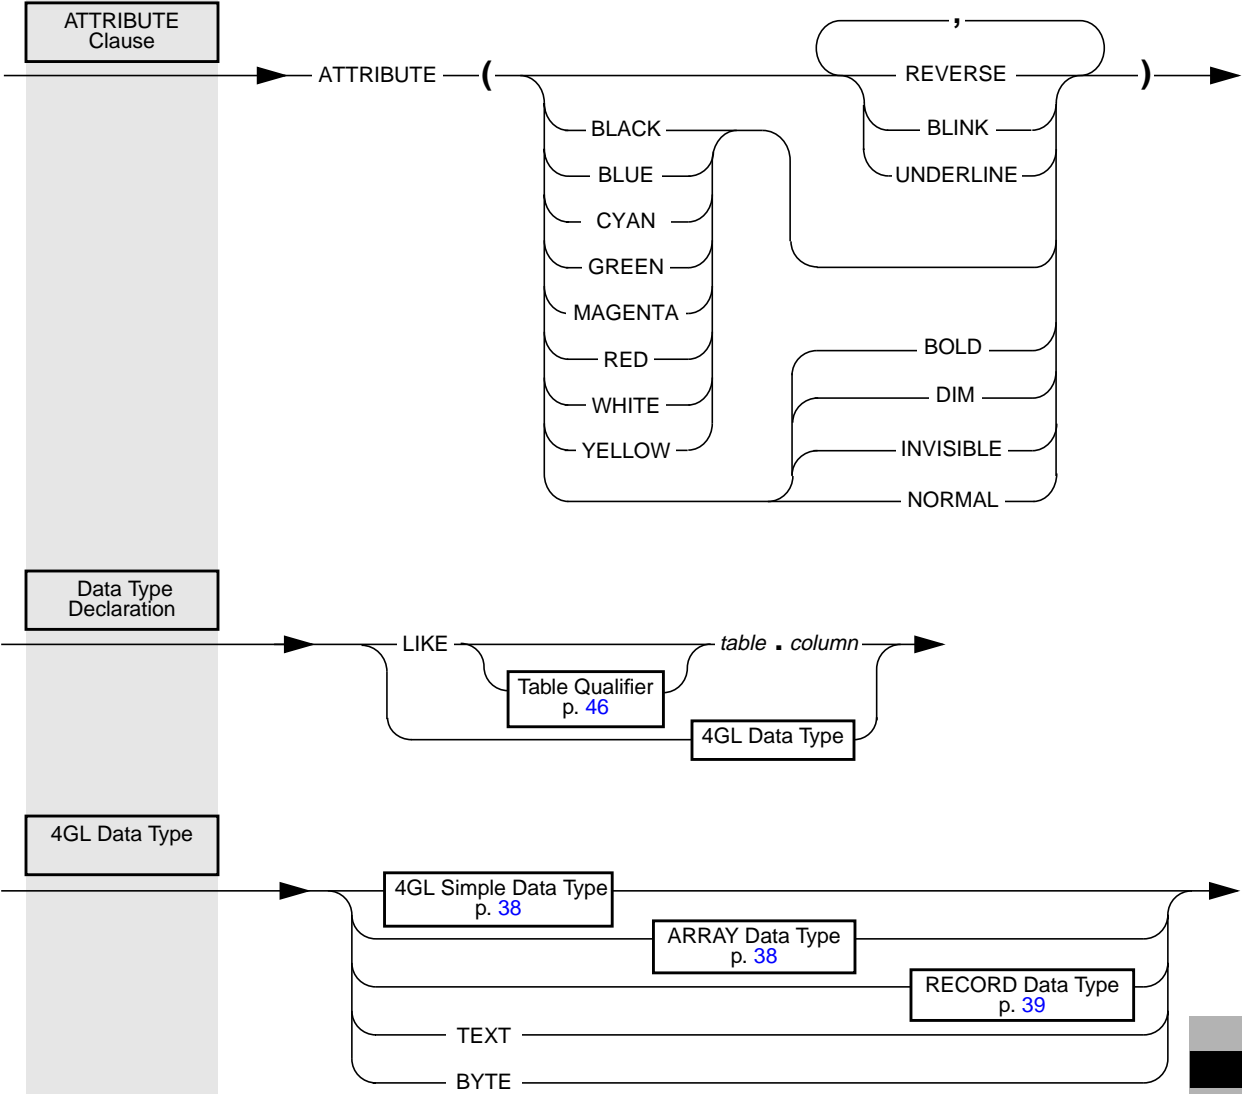 ATTRIBUTE
Clause
,
ATTRIBUTE ( REVERSE )
BLACK BLINK
BLUE UNDERLINE
CYAN
GREEN
MAGENTA
RED
WHITE
YELLOW
BOLD
DIM
INVISIBLE
NORMAL
Data Type
Declaration
LIKE table . column
Table Qualifier
p. 46
4GL Data Type
4GL Data Type
4GL Simple Data Type
p. 38
ARRAY Data Type
p. 38
RECORD Data Type
p. 39
TEXT
BYTE